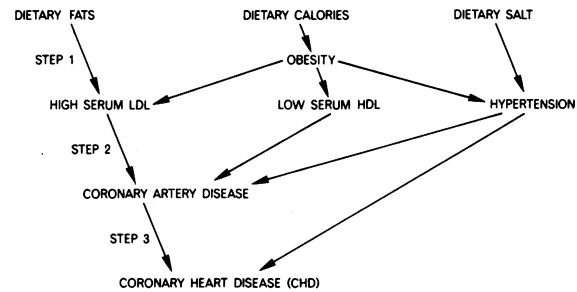 DIETARY FATS DIETARY CALORIES DIETARY SALT
STEP 1 OBESITY
HIGH SERUM LDL LOW SERUM HDL HYPERTENSION
STEP 2
CORONARY ARTERY DISEASE
STEP 3
CORONARY HEART DISEASE (CHD)